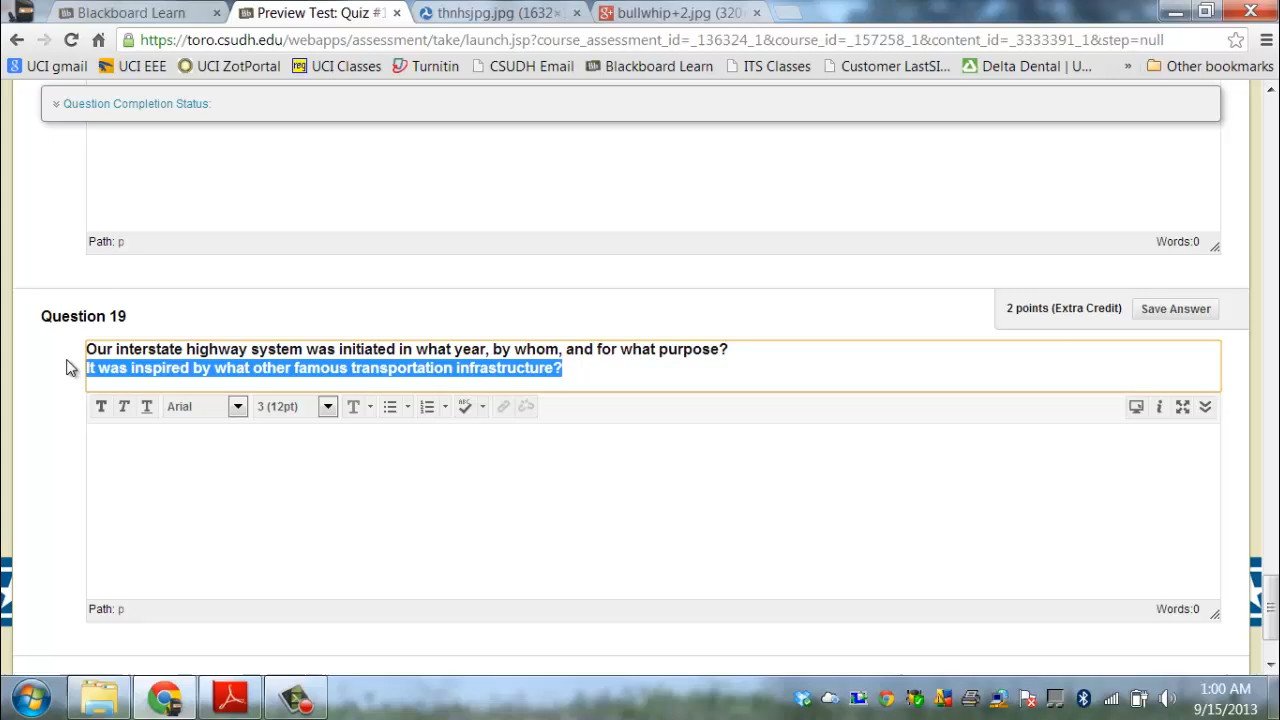 Blackboard Learn × Preview Test: Quiz #1 × thnhsjpg.jpg (1632× × bullwhip+2.jpg (320 ×
https://toro.csudh.edu/webapps/assessment/take/launch.jsp?course_assessment_id=_136324_1&course_id=_157258_1&content_id=_3333391_1&step=null
UCI gmail UCI EEE UCI ZotPortal reg UCI Classes Turnitin CSUDH Email Bb Blackboard Learn ITS Classes Customer LastSI... Delta Dental | U... » Other bookmarks
Question Completion Status:
Path: p Words:0
Question 19 2 points (Extra Credit) Save Answer
Our interstate highway system was initiated in what year, by whom, and for what purpose?
It was inspired by what other famous transportation infrastructure?
T T T Arial 3 (12pt) T ABC
Path: p Words:0
1:00 AM
9/15/2013